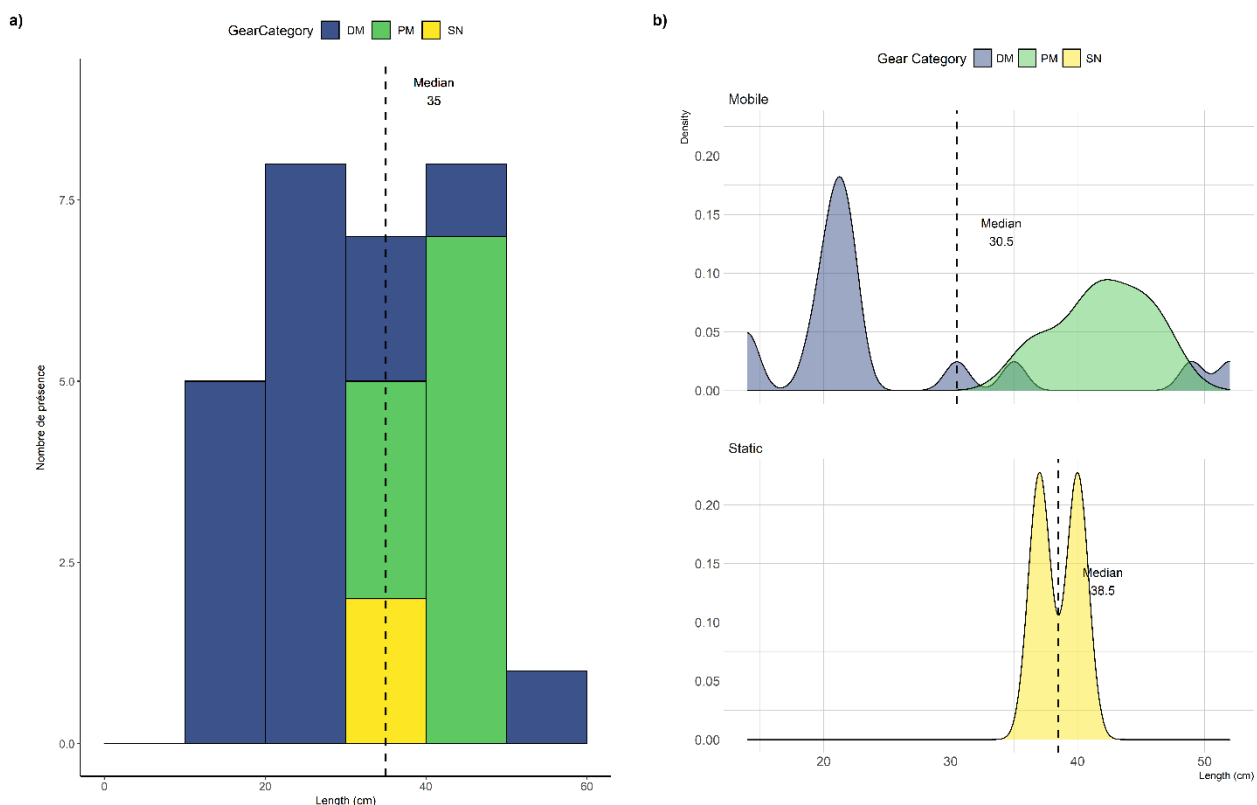 a)
GearCategory DM PM SN
Median
35
Nombre de présence
7.5
5.0
2.5
0.0
0 20 40 60
Length (cm)
b)
Gear Category DM PM SN
Mobile
Density
0.20
0.15
0.10
0.05
0.00
Median
30.5
Static
0.20
0.15
0.10
0.05
0.00
Median
38.5
20 30 40 50
Length (cm)